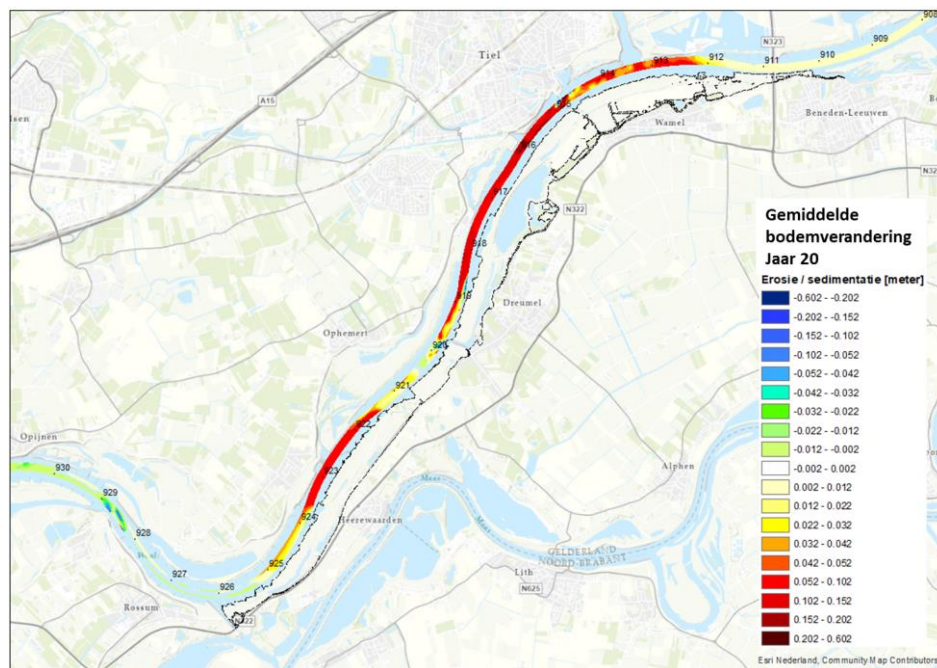 908
N323
909
Tiel
912
910
913
911
914
A15
915
Wamel
Beneden-Leeuwen
916
917
N322
Gemiddelde
bodemverandering
Jaar 20
918
Erosie / sedimentatie [meter]
-0.602 - -0.202
-0.202 - -0.152
919
Dreumel
-0.152 - -0.102
Ophemert
-0.102 - -0.052
920
-0.052 - -0.042
-0.042 - -0.032
921
-0.032 - -0.022
-0.022 - -0.012
922
-0.012 - -0.002
Opijnen
-0.002 - 0.002
930
923
Alphen
0.002 - 0.012
929
Maas
0.012 - 0.022
924
Heerewaarden
0.022 - 0.032
928
0.032 - 0.042
GELDERLAND
NOORD-BRABANT
0.042 - 0.052
925
Lith
0.052 - 0.102
927
926
N625
0.102 - 0.152
Rossum
0.152 - 0.202
0.202 - 0.602
Esri Nederland, Community Map Contributors